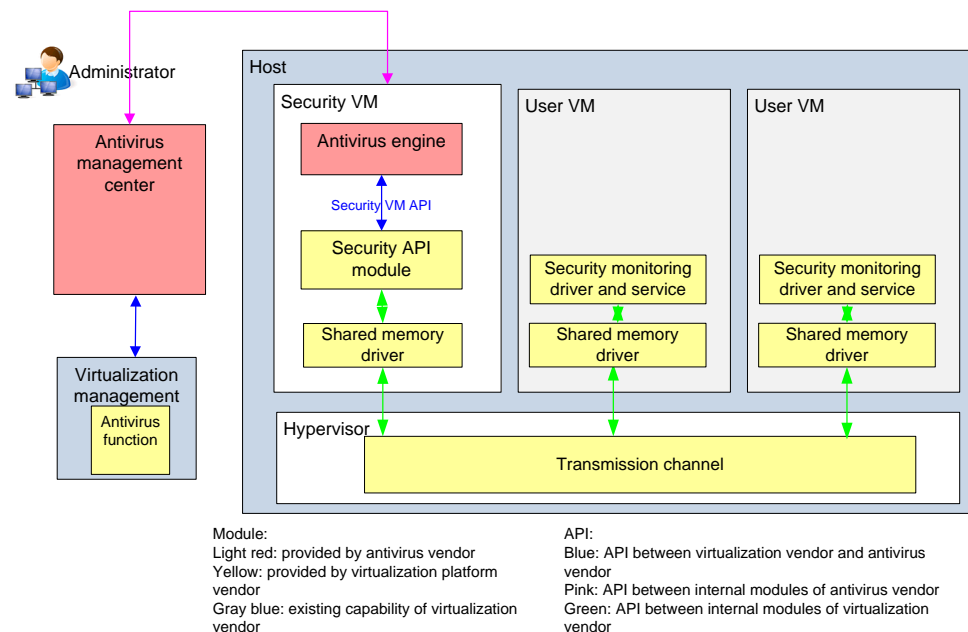 Administrator
Antivirus
management
center
Virtualization
management
Antivirus
function
Host
Security VM
Antivirus engine
Security VM API
Security API
module
Shared memory
driver
User VM
Security monitoring
driver and service
Shared memory
driver
User VM
Security monitoring
driver and service
Shared memory
driver
Hypervisor
Transmission channel
Module:
Light red: provided by antivirus vendor
Yellow: provided by virtualization platform
vendor
Gray blue: existing capability of virtualization
vendor
API:
Blue: API between virtualization vendor and antivirus
vendor
Pink: API between internal modules of antivirus vendor
Green: API between internal modules of virtualization
vendor